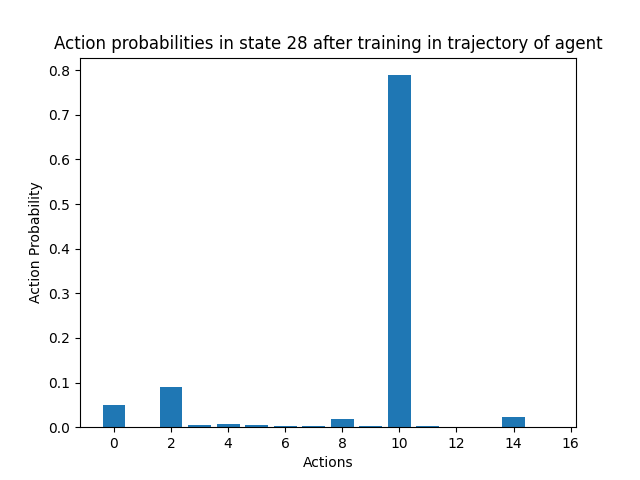 Action probabilities in state 28 after training in trajectory of agent
0.8
0.7
0.6
0.5
0.4
0.3
0.2
0.1
0.0
Action Probability
0 2 4 6 8 10 12 14 16
Actions